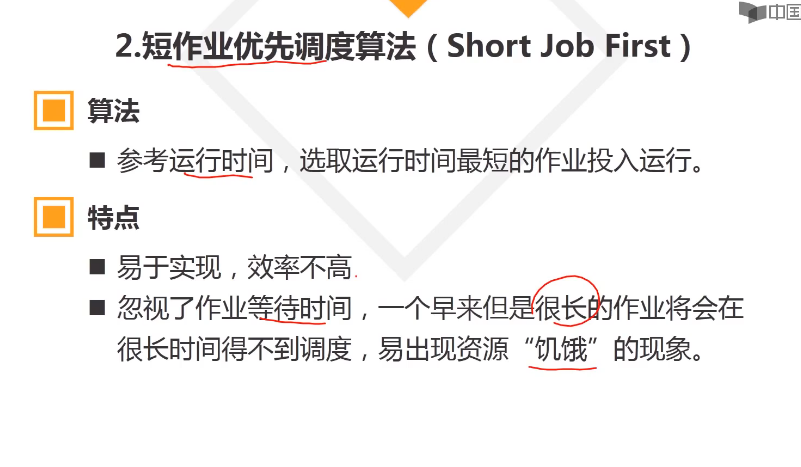 中国
2.短作业优先调度算法（Short Job First）
算法
■ 参考运行时间，选取运行时间最短的作业投入运行。
特点
■ 易于实现，效率不高.
■ 忽视了作业等待时间，一个早来但是很长的作业将会在
很长时间得不到调度，易出现资源“饥饿”的现象。